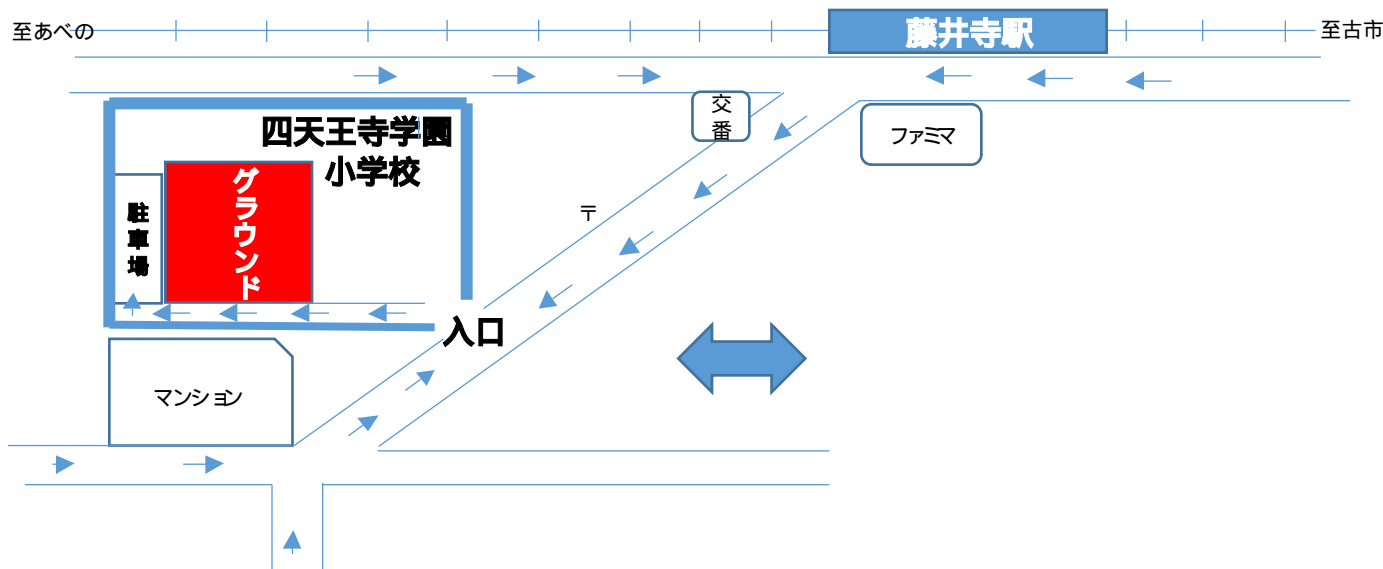 至あべの
藤井寺駅
至古市
交
番
ファミマ
四天王寺学園
小学校
グラウンド
駐車場
〒
入口
マンション